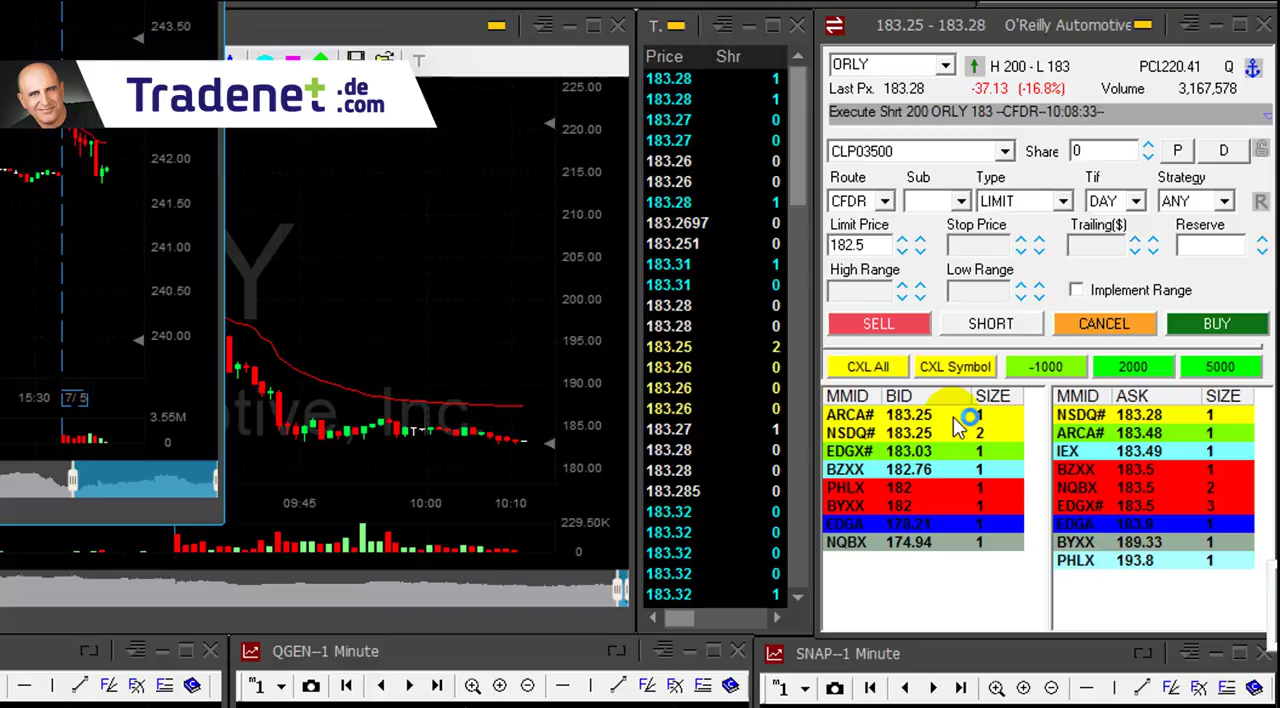 243.50
242.00
241.50
241.00
240.50
240.00
15:30
7/ 5
3.55M
0
Tradenet .de .com
225.00
220.00
215.00
210.00
205.00
200.00
195.00
190.00
185.00
180.00
09:45
10:00
10:10
229.50K
0
T.
Price Shr
183.28 1
183.28 1
183.27 0
183.27 0
183.26 0
183.26 0
183.28 1
183.2697 0
183.251 0
183.31 1
183.31 0
183.28 0
183.28 0
183.25 2
183.26 0
183.26 0
183.26 0
183.27 1
183.28 0
183.28 0
183.285 0
183.32 0
183.32 0
183.32 0
183.32 0
183.32 1
183.25 - 183.28 O'Reilly Automotive
ORLY H 200 - L 183 PCL220.41 Q
Last Px. 183.28 -37.13 (-16.8%) Volume 3,167,578
Execute Shrt 200 ORLY 183 --CFDR--10:08:33--
CLP03500 Share 0 P D
Route Sub Type Tif Strategy
CFDR LIMIT DAY ANY R
Limit Price Stop Price Trailing($) Reserve
182.5
High Range Low Range
Implement Range
SELL SHORT CANCEL BUY
CXL All CXL Symbol -1000 2000 5000
MMID BID SIZE
ARCA# 183.25 1
NSDQ# 183.25 2
EDGX# 183.03 1
BZXX 182.76 1
PHLX 182 1
BYXX 182 1
EDGA 178.21 1
NQBX 174.94 1
MMID ASK SIZE
NSDQ# 183.28 1
ARCA# 183.48 1
IEX 183.49 1
BZXX 183.5 1
NQBX 183.5 2
EDGX# 183.5 3
EDGA 183.9 1
BYXX 189.33 1
PHLX 193.8 1
QGEN--1 Minute
m1
SNAP--1 Minute
m1